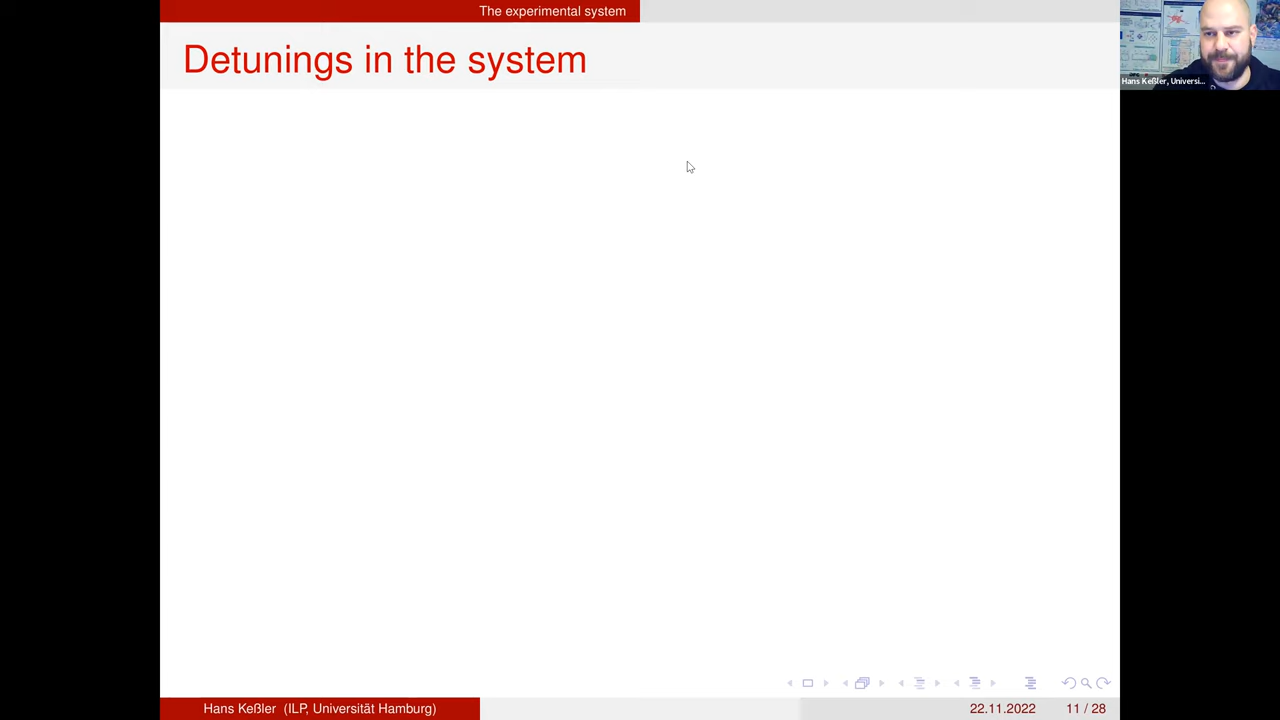 The experimental system
Detunings in the system
Hans Keßler, Universi...
Hans Keßler (ILP, Universität Hamburg)
22.11.2022
11 / 28